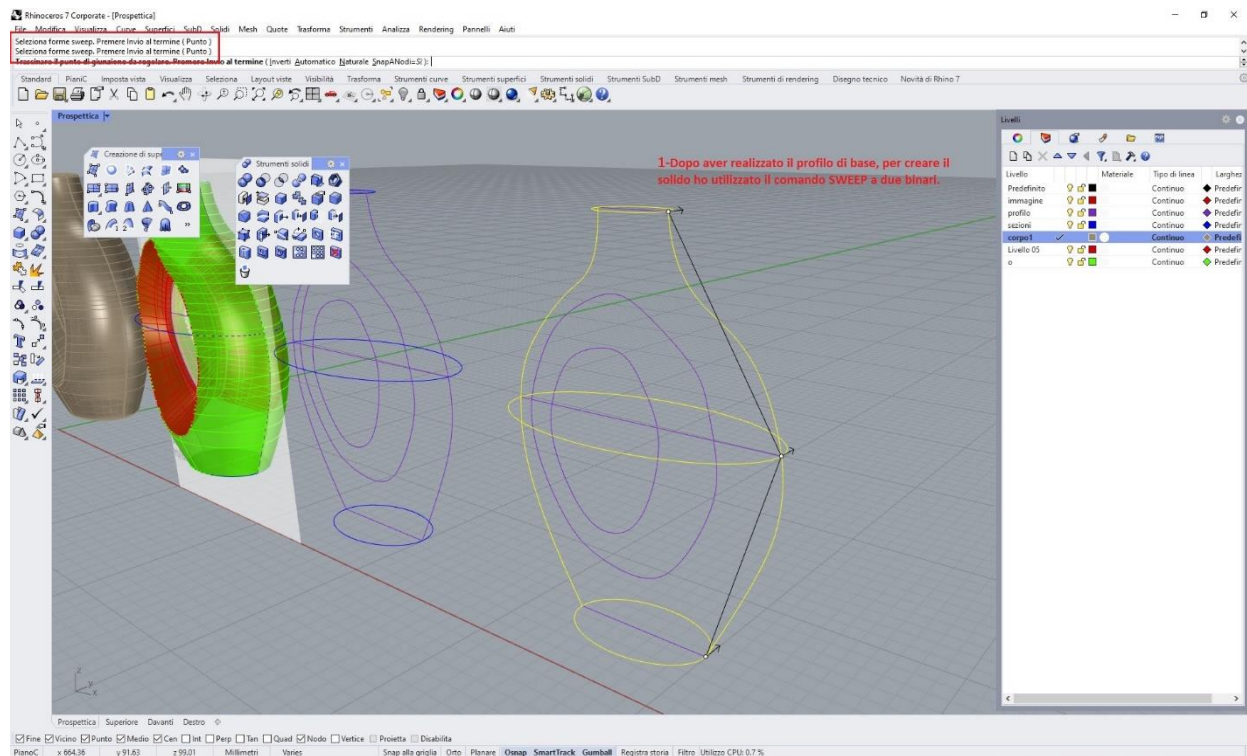 Rhinoceros 7 Corporate - [Prospettica]
File Modifica Visualizza Curve Superfici SubD Solidi Mesh Quote Trasforma Strumenti Analizza Rendering Pannelli Aiuti
Seleziona forme sweep. Premere Invio al termine ( Punto )
Seleziona forme sweep. Premere Invio al termine ( Punto )
Trascinare il punto di giunzione da regolare. Premere Invio al termine ( Inverti Automatico Naturale SnapANodi=Sì ):
Standard PianiC Imposta vista Visualizza Seleziona Layout viste Visibilità Trasforma Strumenti curve Strumenti superfici Strumenti solidi Strumenti SubD Strumenti mesh Strumenti di rendering Disegno tecnico Novità di Rhino 7
Prospettica
Creazione di sup
Strumenti solidi
1-Dopo aver realizzato il profilo di base, per creare il
solido ho utilizzato il comando SWEEP a due binari.
Livelli
Livello Materiale Tipo di linea Larghez
Predefinito Continuo Predefir
immagine Continuo Predefir
profilo Continuo Predefir
sezioni Continuo Predefir
corpo1 Continuo Predefi
Livello 05 Continuo Predefir
o Continuo Predefir
z
y
x
Prospettica Superiore Davanti Destro
Fine Vicino Punto Medio Cen Int Perp Tan Quad Nodo Vertice Proietta Disabilita
PianoC x 664.36 y 91.63 z 99.01 Millimetri Varies Snap alla griglia Orto Planare Osnap SmartTrack Gumball Registra storia Filtro Utilizzo CPU: 0.7 %